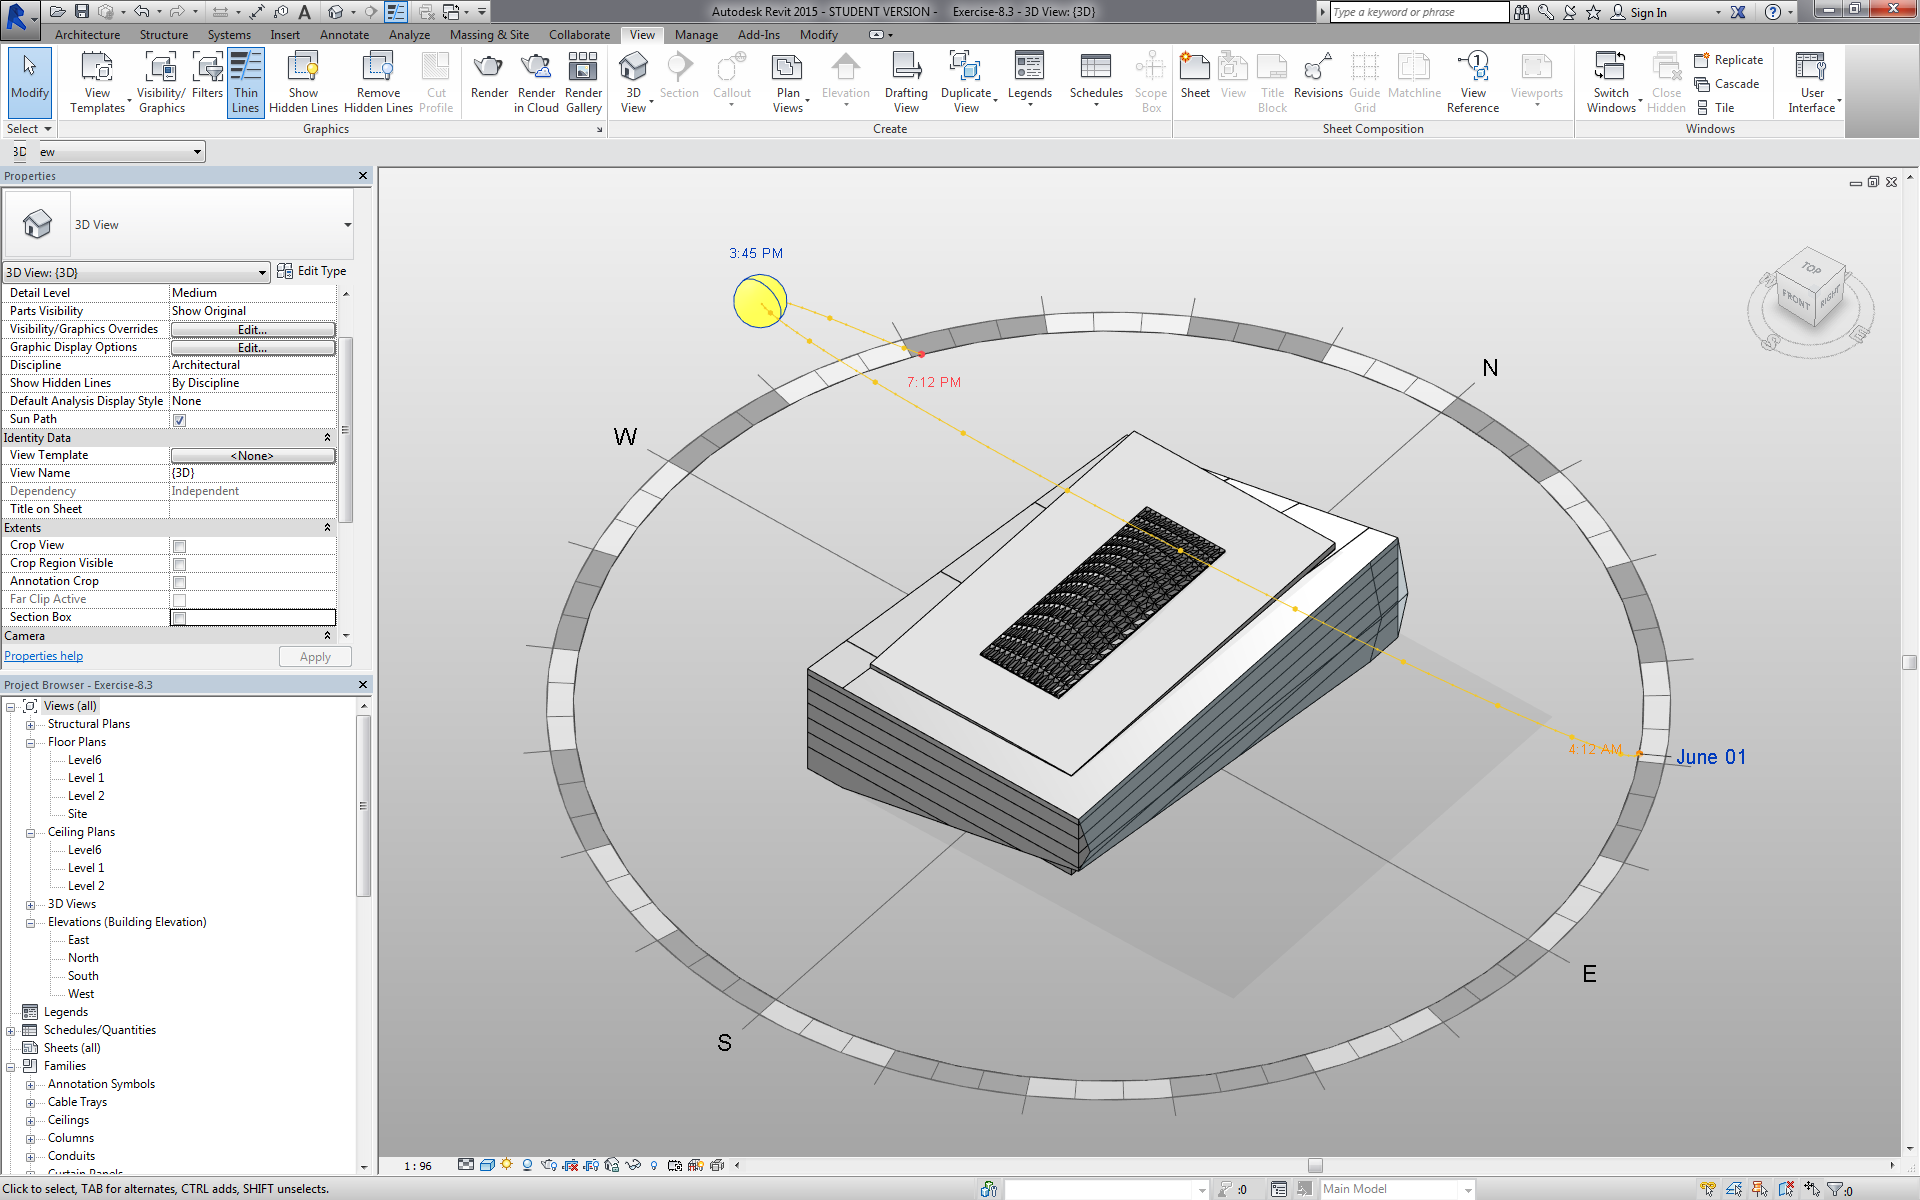 Autodesk Revit 2015 - STUDENT VERSION - Exercise-8.3 - 3D View: {3D}
Type a keyword or phrase
Sign In
Architecture Structure Systems Insert Annotate Analyze Massing & Site Collaborate View Manage Add-Ins Modify
Modify
View Templates
Visibility/ Graphics
Filters
Thin Lines
Show Hidden Lines
Remove Hidden Lines
Cut Profile
Render
Render in Cloud
Render Gallery
3D View
Section
Callout
Plan Views
Elevation
Drafting View
Duplicate View
Legends
Schedules
Scope Box
Sheet
View
Title Block
Revisions
Guide Grid
Matchline
View Reference
Viewports
Switch Windows
Close Hidden
Replicate
Cascade
Tile
User Interface
Select
Graphics
Create
Sheet Composition
Windows
3D ew
Properties
3D View
3D View: {3D}
Edit Type
Detail Level Medium
Parts Visibility Show Original
Visibility/Graphics Overrides Edit...
Graphic Display Options Edit...
Discipline Architectural
Show Hidden Lines By Discipline
Default Analysis Display Style None
Sun Path
Identity Data
View Template <None>
View Name {3D}
Dependency Independent
Title on Sheet
Extents
Crop View
Crop Region Visible
Annotation Crop
Far Clip Active
Section Box
Camera
Properties help
Apply
Project Browser - Exercise-8.3
Views (all)
Structural Plans
Floor Plans
Level6
Level 1
Level 2
Site
Ceiling Plans
Level6
Level 1
Level 2
3D Views
Elevations (Building Elevation)
East
North
South
West
Legends
Schedules/Quantities
Sheets (all)
Families
Annotation Symbols
Cable Trays
Ceilings
Columns
Conduits
Curtain Panels
3:45 PM
7:12 PM
N
W
TOP
FRONT
RIGHT
4:12 AM
June 01
E
S
1 : 96
Click to select, TAB for alternates, CTRL adds, SHIFT unselects.
:0
Main Model
:0